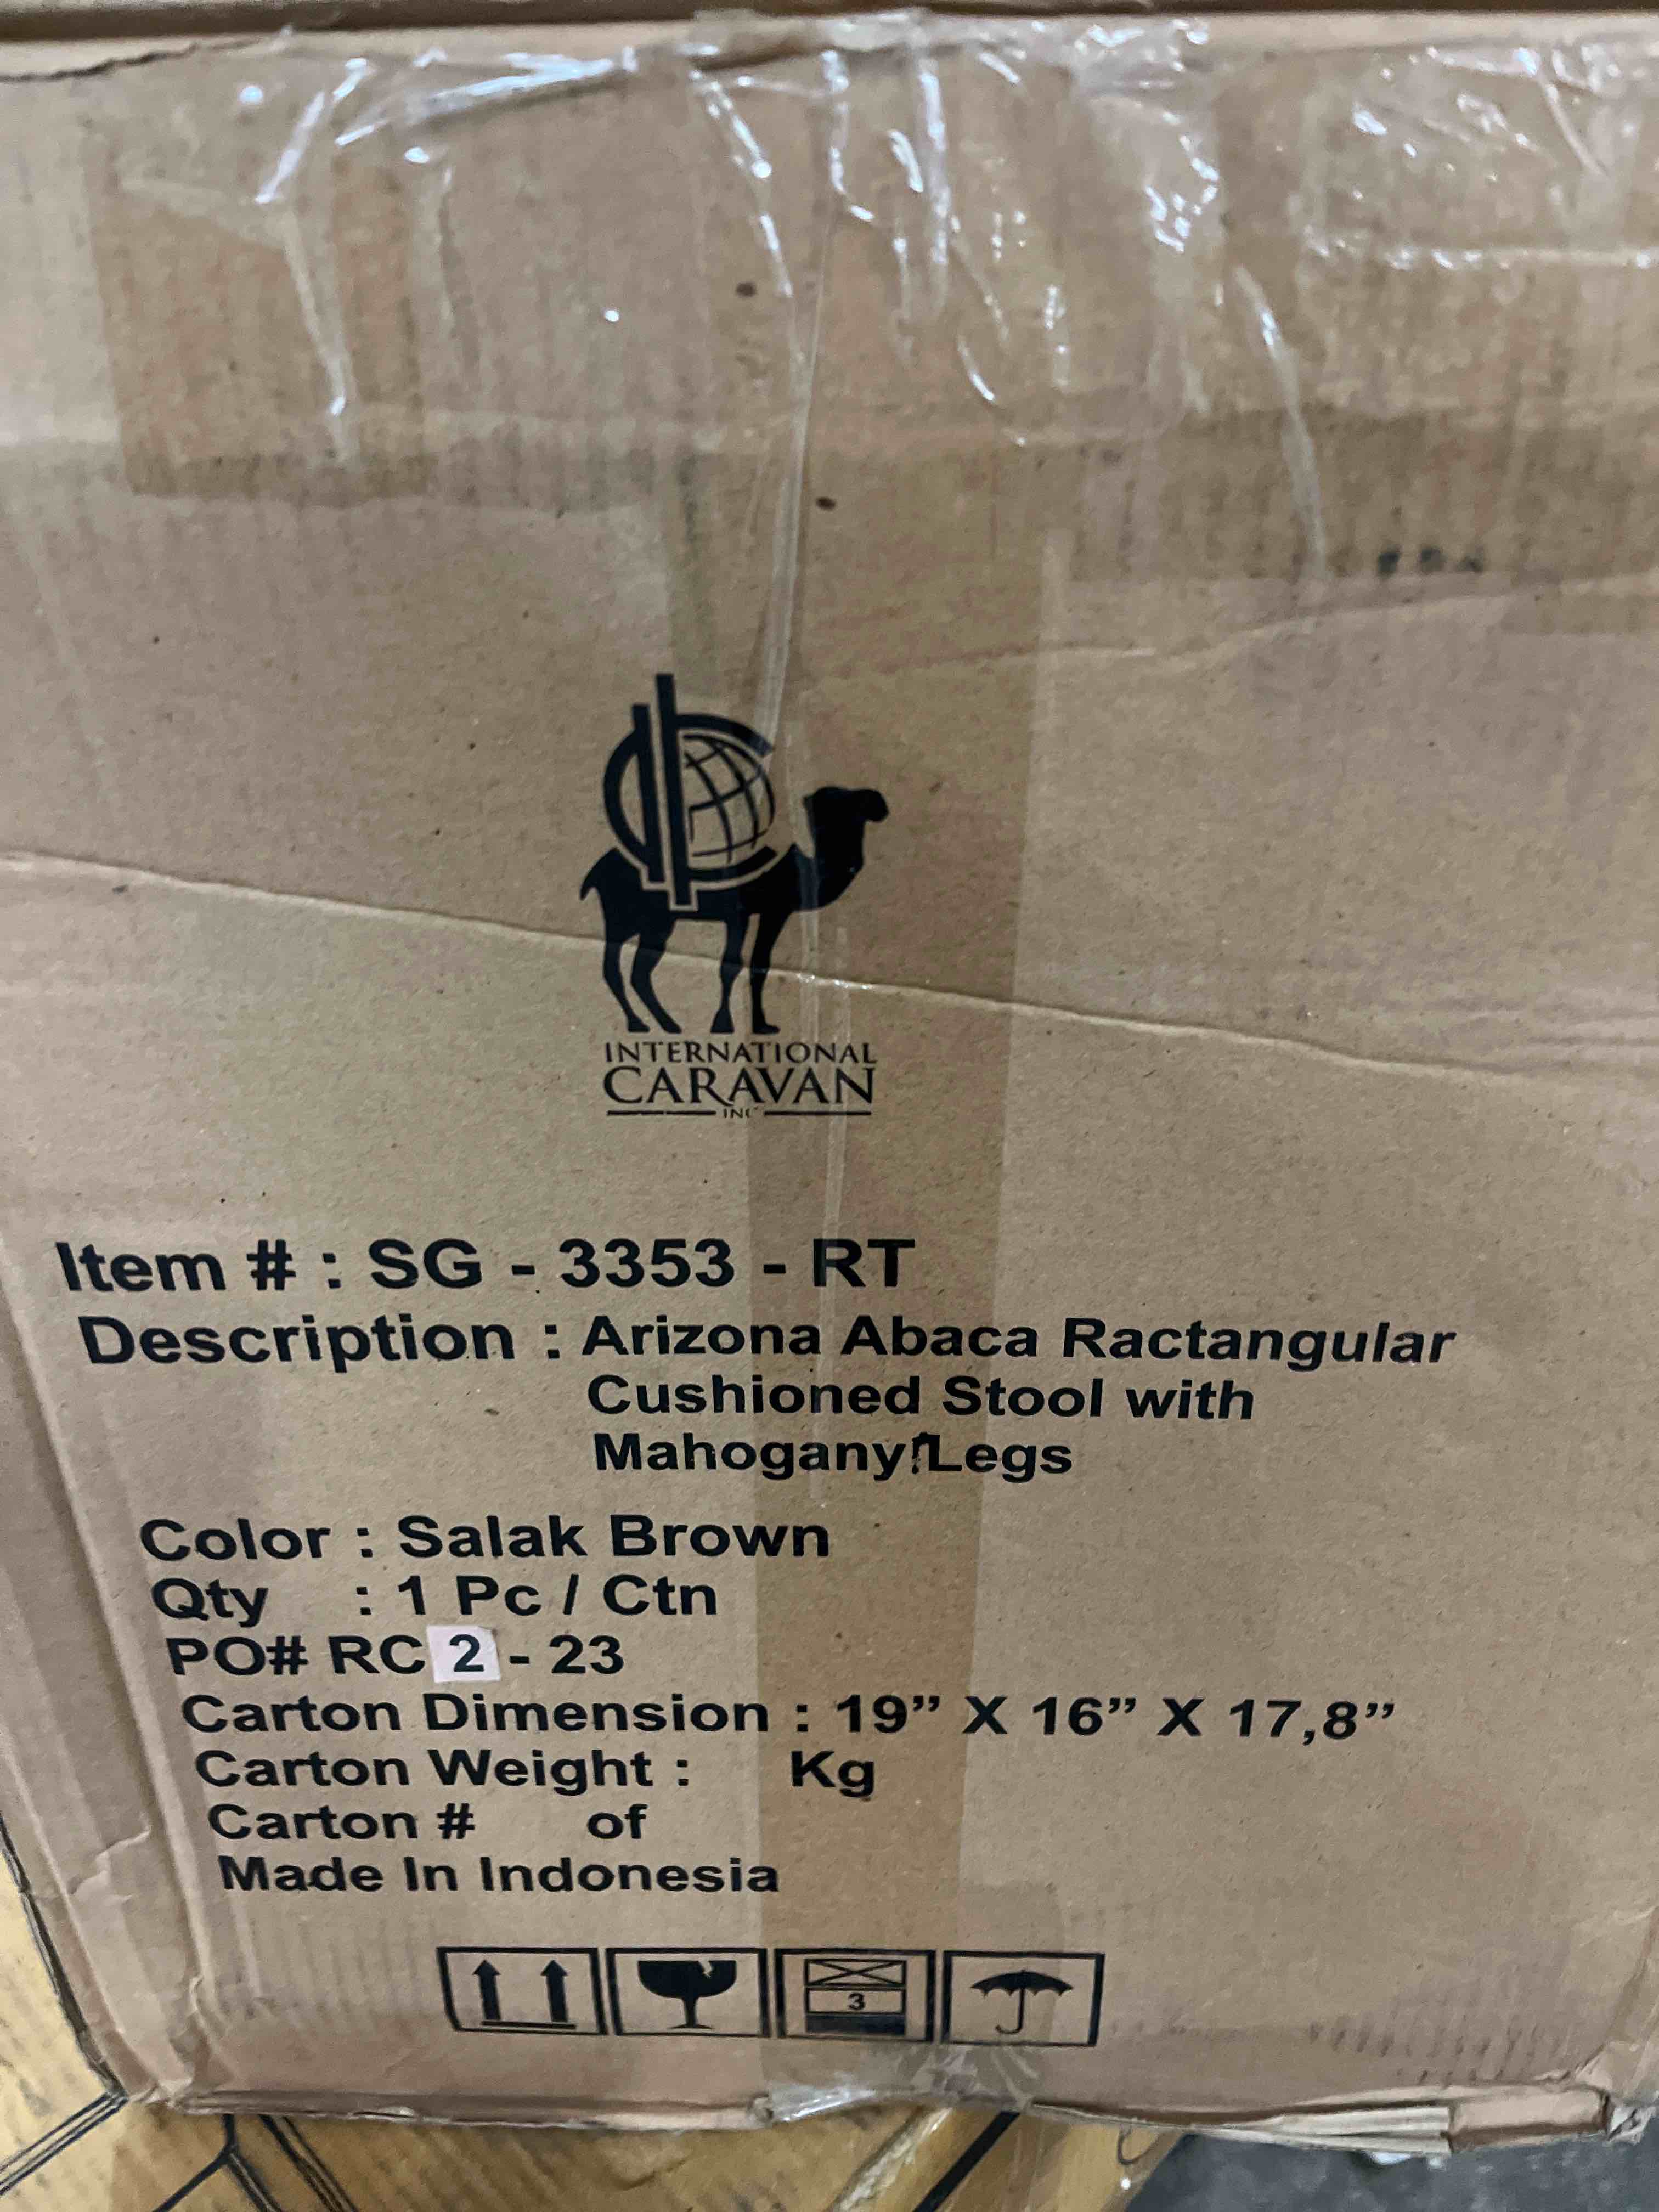 INTERNATIONAL
CARAVAN
INC
Item # : SG - 3353 - RT
Description : Arizona Abaca Ractangular
Cushioned Stool with
Mahogany Legs
Color : Salak Brown
Qty : 1 Pc / Ctn
PO# RC 2 - 23
Carton Dimension : 19” X 16” X 17,8”
Carton Weight : Kg
Carton # of
Made In Indonesia
3